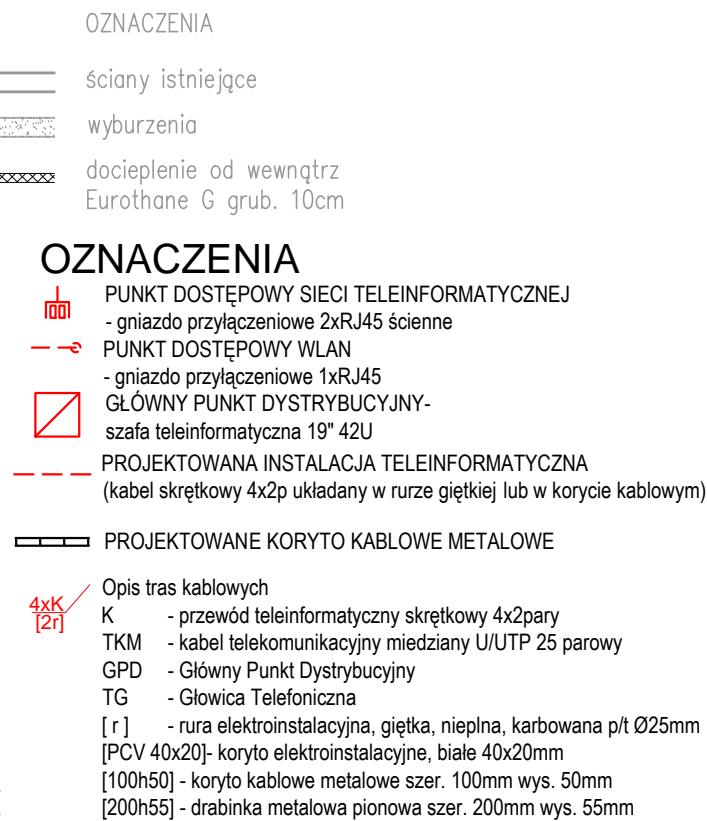 OZNACZENIA
ściany istniejące
wyburzenia
docieplenie od wewnątrz
Eurothane G grub. 10cm
OZNACZENIA
PUNKT DOSTĘPOWY SIECI TELEINFORMATYCZNEJ
- gniazdo przyłączeniowe 2xRJ45 ścienne
PUNKT DOSTĘPOWY WLAN
- gniazdo przyłączeniowe 1xRJ45
GŁÓWNY PUNKT DYSTRYBUCYJNY-
szafa teleinformatyczna 19" 42U
PROJEKTOWANA INSTALACJA TELEINFORMATYCZNA
(kabel skrętkowy 4x2p układany w rurze giętkiej lub w korycie kablowym)
PROJEKTOWANE KORYTO KABLOWE METALOWE
4xK
[2r]
Opis tras kablowych
K - przewód teleinformatyczny skrętkowy 4x2pary
TKM - kabel telekomunikacyjny miedziany U/UTP 25 parowy
GPD - Główny Punkt Dystrybucyjny
TG - Głowica Telefoniczna
[ r ] - rura elektroinstalacyjna, giętka, nieplna, karbowana p/t Ø25mm
[PCV 40x20]- koryto elektroinstalacyjne, białe 40x20mm
[100h50] - koryto kablowe metalowe szer. 100mm wys. 50mm
[200h55] - drabinka metalowa pionowa szer. 200mm wys. 55mm